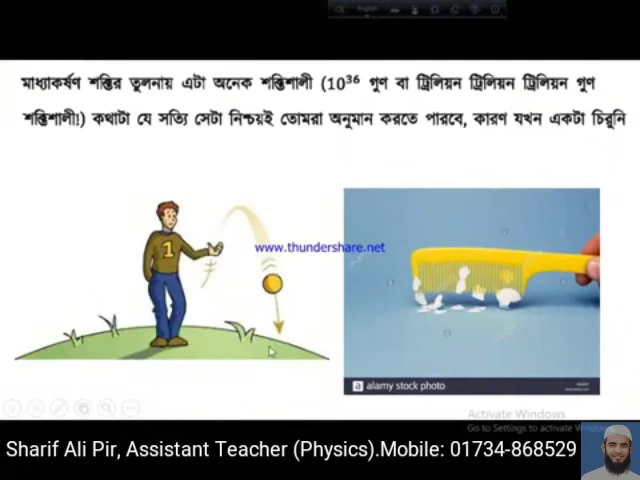 মাধ্যাকর্ষণ শক্তির তুলনায় এটা অনেক শক্তিশালী (10³⁶ গুণ বা ট্রিলিয়ন ট্রিলিয়ন ট্রিলিয়ন গুণ
শক্তিশালী!) কথাটা যে সত্যি সেটা নিশ্চয়ই তোমরা অনুমান করতে পারবে, কারণ যখন একটা চিরুনি
www.thundershare.net
1
a alamy stock photo
Activate Windows
Go to Settings to activate
Sharif Ali Pir, Assistant Teacher (Physics).Mobile: 01734-868529